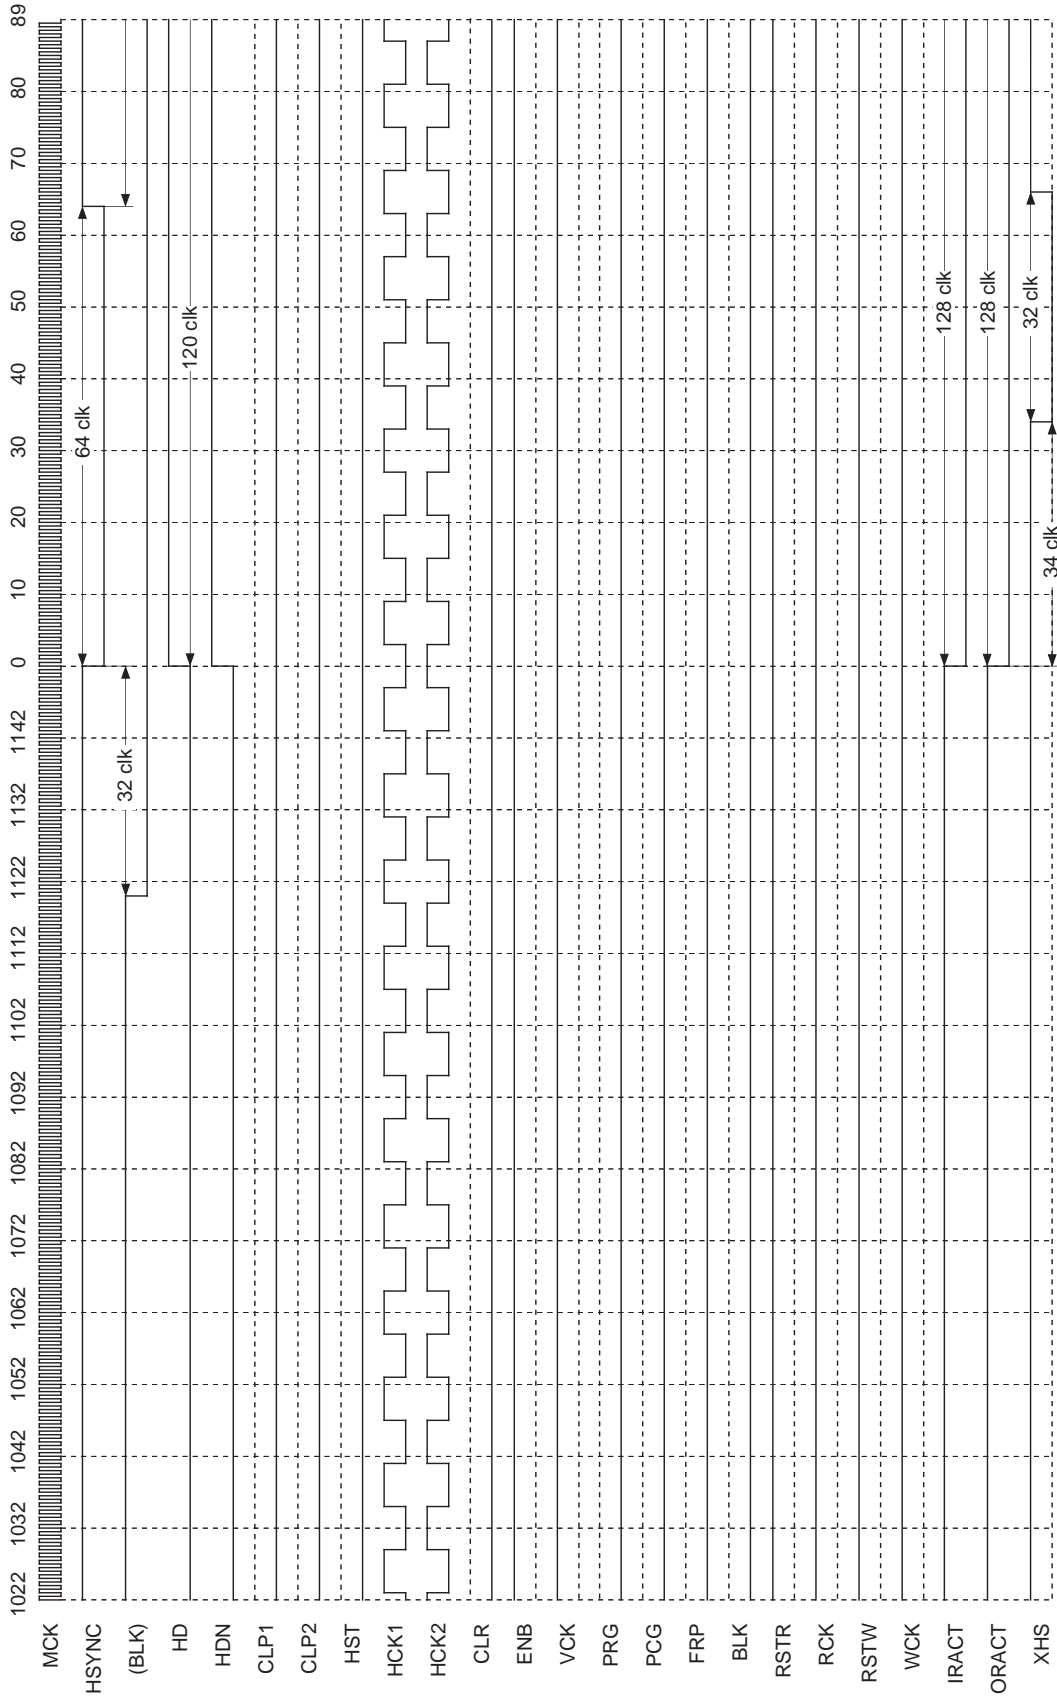 1022 1032 1042 1052 1062 1072 1082 1092 1102 1112 1122 1132 1142 0 10 20 30 40 50 60 70 80 89
MCK
HSYNC 64 clk
(BLK) 32 clk
HD 120 clk
HDN
CLP1
CLP2
HST
HCK1
HCK2
CLR
ENB
VCK
PRG
PCG
FRP
BLK
RSTR
RCK
RSTW
WCK
IRACT 128 clk
ORACT 128 clk
XHS 32 clk
34 clk